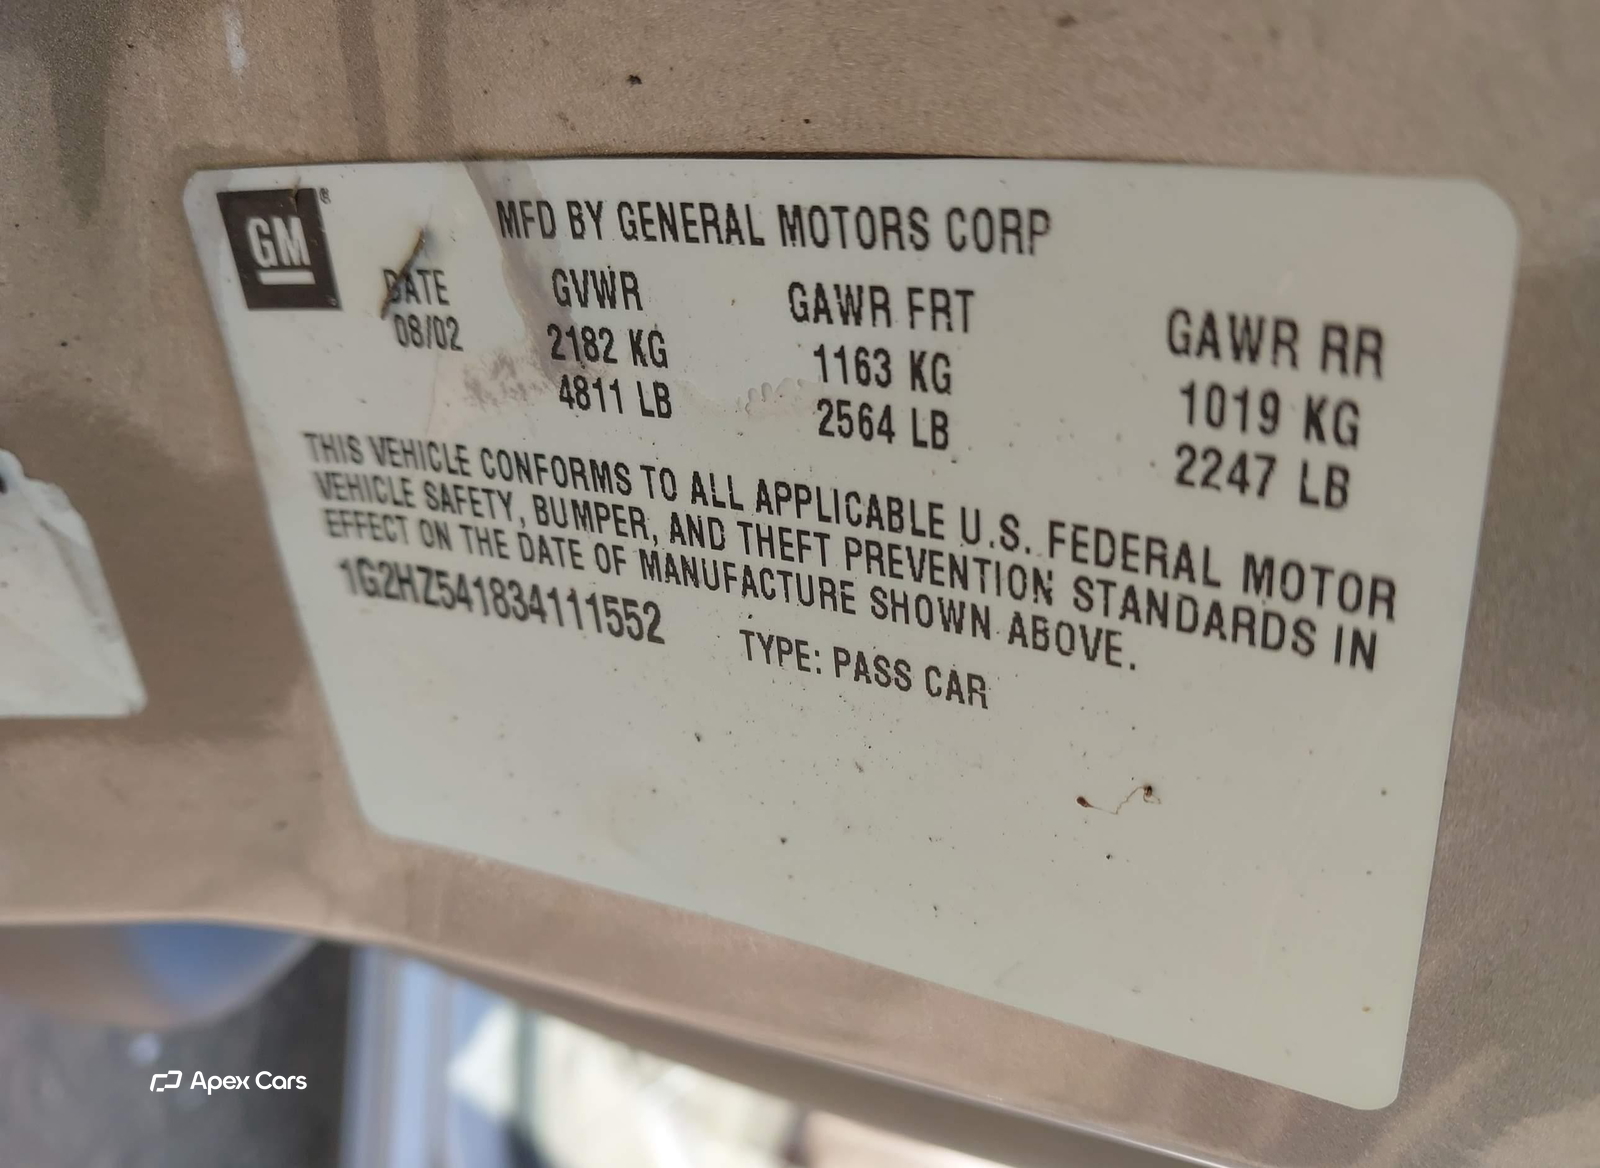 GM ®
MFD BY GENERAL MOTORS CORP
DATE GVWR GAWR FRT GAWR RR
08/02 2182 KG 1163 KG 1019 KG
4811 LB 2564 LB 2247 LB
THIS VEHICLE CONFORMS TO ALL APPLICABLE U.S. FEDERAL MOTOR
VEHICLE SAFETY, BUMPER, AND THEFT PREVENTION STANDARDS IN
EFFECT ON THE DATE OF MANUFACTURE SHOWN ABOVE.
1G2HZ541834111552 TYPE: PASS CAR
Apex Cars